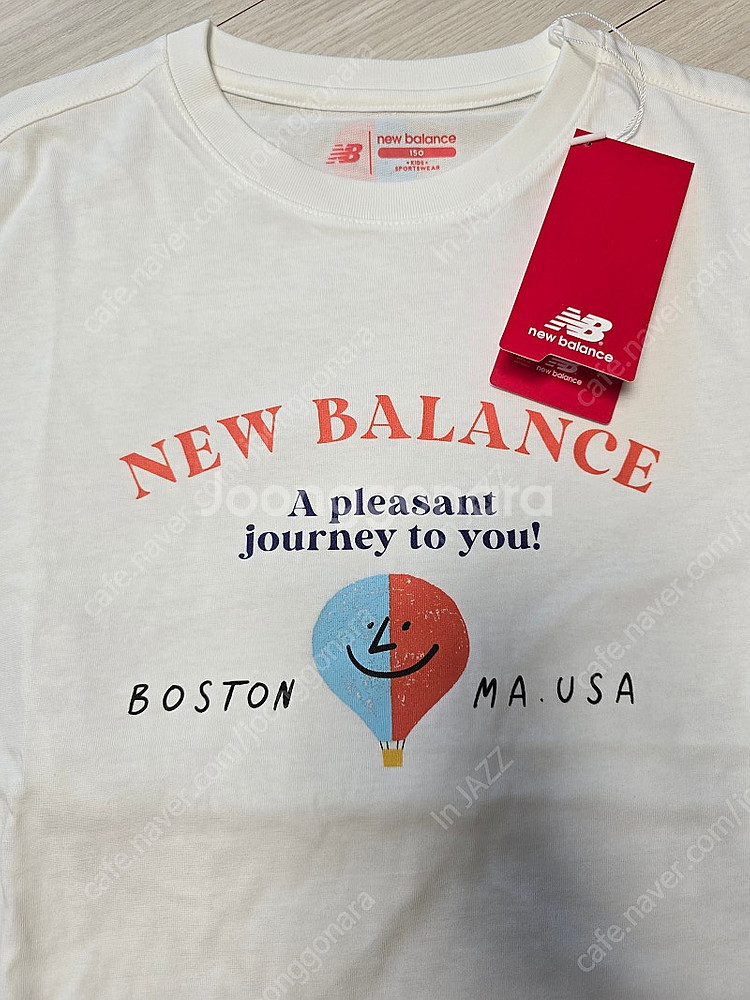 new balance
150
KIDS
SPORTSWEAR
NB
new balance
new balance
NEW BALANCE
A pleasant
journey to you!
BOSTON
MA.USA
Joonggonara
In JAZZ
cafe.naver.com/joonggonara